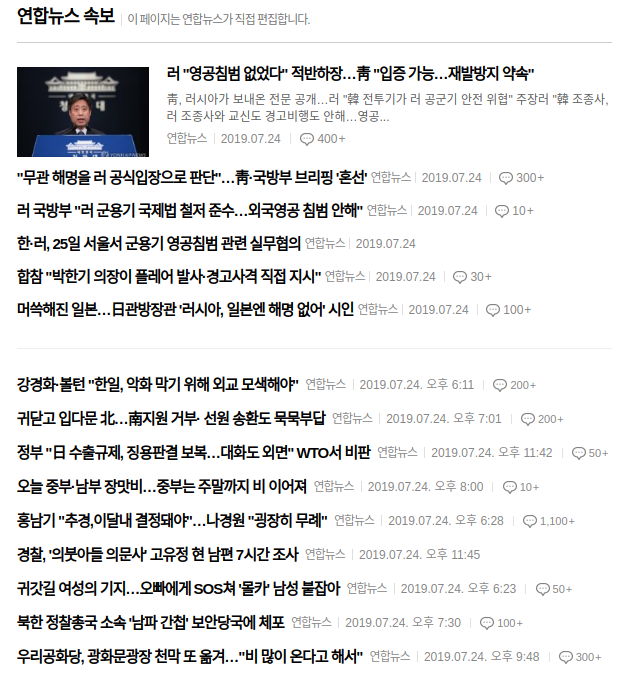 연합뉴스 속보 이 페이지는 연합뉴스가 직접 편집합니다.
러 "영공침범 없었다" 적반하장…靑 "입증 가능…재발방지 약속"
靑, 러시아가 보내온 전문 공개…러 "韓 전투기가 러 공군기 안전 위협" 주장러 "韓 조종사,
러 조종사와 교신도 경고비행도 안해…영공...
연합뉴스 2019.07.24 400+
"무관 해명을 러 공식입장으로 판단"…靑·국방부 브리핑 '혼선' 연합뉴스 2019.07.24 300+
러 국방부 "러 군용기 국제법 철저 준수…외국영공 침범 안해" 연합뉴스 2019.07.24 10+
한·러, 25일 서울서 군용기 영공침범 관련 실무협의 연합뉴스 2019.07.24
합참 "박한기 의장이 플레어 발사·경고사격 직접 지시" 연합뉴스 2019.07.24 30+
머쓱해진 일본…日관방장관 '러시아, 일본엔 해명 없어' 시인 연합뉴스 2019.07.24 100+
강경화·볼턴 "한일, 악화 막기 위해 외교 모색해야" 연합뉴스 2019.07.24. 오후 6:11 200+
귀닫고 입다문 北…南지원 거부· 선원 송환도 묵묵부답 연합뉴스 2019.07.24. 오후 7:01 200+
정부 "日 수출규제, 징용판결 보복…대화도 외면" WTO서 비판 연합뉴스 2019.07.24. 오후 11:42 50+
오늘 중부·남부 장맛비…중부는 주말까지 비 이어져 연합뉴스 2019.07.24. 오후 8:00 10+
홍남기 "추경,이달내 결정돼야"…나경원 "굉장히 무례" 연합뉴스 2019.07.24. 오후 6:28 1,100+
경찰, '의붓아들 의문사' 고유정 현 남편 7시간 조사 연합뉴스 2019.07.24. 오후 11:45
귀갓길 여성의 기지…오빠에게 SOS쳐 '몰카' 남성 붙잡아 연합뉴스 2019.07.24. 오후 6:23 50+
북한 정찰총국 소속 '남파 간첩' 보안당국에 체포 연합뉴스 2019.07.24. 오후 7:30 100+
우리공화당, 광화문광장 천막 또 옮겨…"비 많이 온다고 해서" 연합뉴스 2019.07.24. 오후 9:48 300+